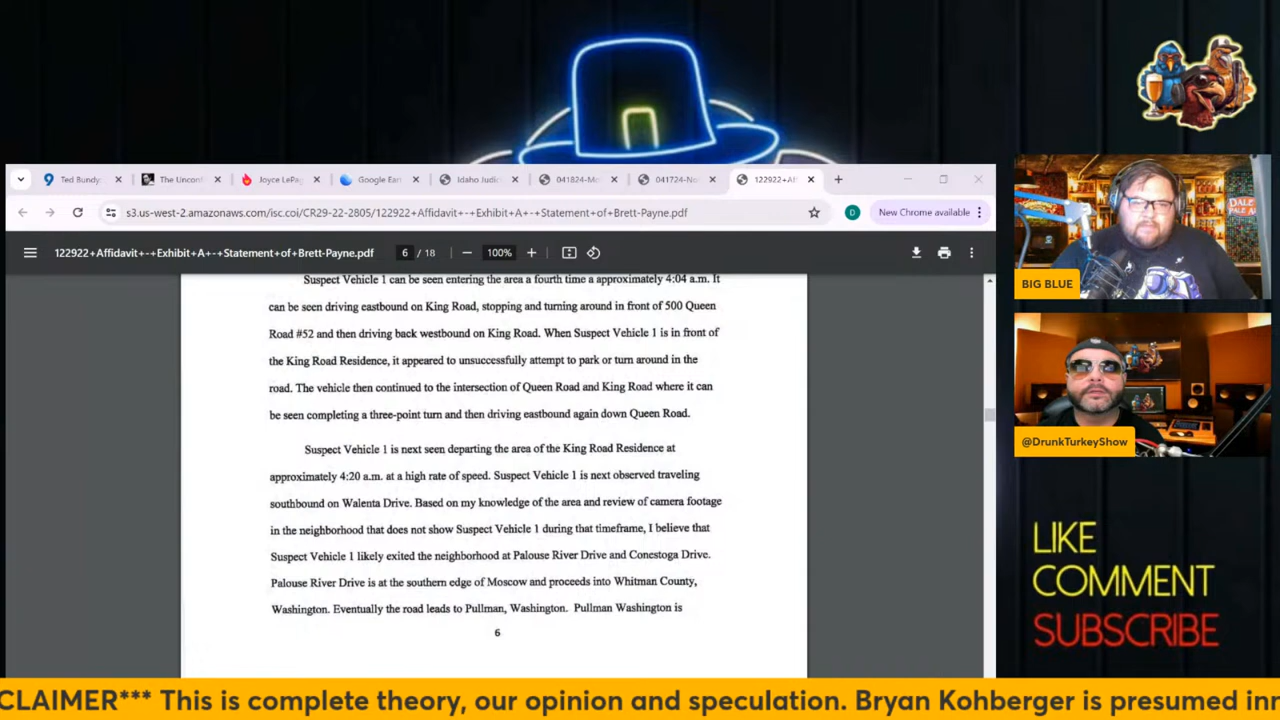 Ted Bundy
The Uncon
Joyce LePa
Google Ear
Idaho Judic
041824-Mo
041724-No
122922+Af
s3.us-west-2.amazonaws.com/isc.coi/CR29-22-2805/122922+Affidavit+-+Exhibit+A+-+Statement+of+Brett-Payne.pdf
D
New Chrome available
122922+Affidavit+-+Exhibit+A+-+Statement+of+Brett-Payne.pdf
6 / 18
100%
Suspect Vehicle 1 can be seen entering the area a fourth time a approximately 4:04 a.m. It
can be seen driving eastbound on King Road, stopping and turning around in front of 500 Queen
Road #52 and then driving back westbound on King Road. When Suspect Vehicle 1 is in front of
the King Road Residence, it appeared to unsuccessfully attempt to park or turn around in the
road. The vehicle then continued to the intersection of Queen Road and King Road where it can
be seen completing a three-point turn and then driving eastbound again down Queen Road.
Suspect Vehicle 1 is next seen departing the area of the King Road Residence at
approximately 4:20 a.m. at a high rate of speed. Suspect Vehicle 1 is next observed traveling
southbound on Walenta Drive. Based on my knowledge of the area and review of camera footage
in the neighborhood that does not show Suspect Vehicle 1 during that timeframe, I believe that
Suspect Vehicle 1 likely exited the neighborhood at Palouse River Drive and Conestoga Drive.
Palouse River Drive is at the southern edge of Moscow and proceeds into Whitman County,
Washington. Eventually the road leads to Pullman, Washington. Pullman Washington is
6
BIG BLUE
@DrunkTurkeyShow
LIKE
COMMENT
SUBSCRIBE
CLAIMER*** This is complete theory, our opinion and speculation. Bryan Kohberger is presumed inn